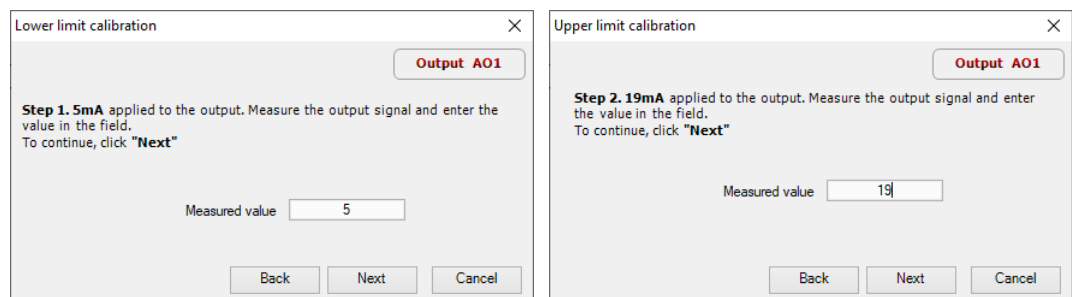 Lower limit calibration
Output AO1
Step 1. 5mA applied to the output. Measure the output signal and enter the
value in the field.
To continue, click "Next"
Measured value 5
Back Next Cancel
Upper limit calibration
Output AO1
Step 2. 19mA applied to the output. Measure the output signal and enter
the value in the field.
To continue, click "Next"
Measured value 19
Back Next Cancel